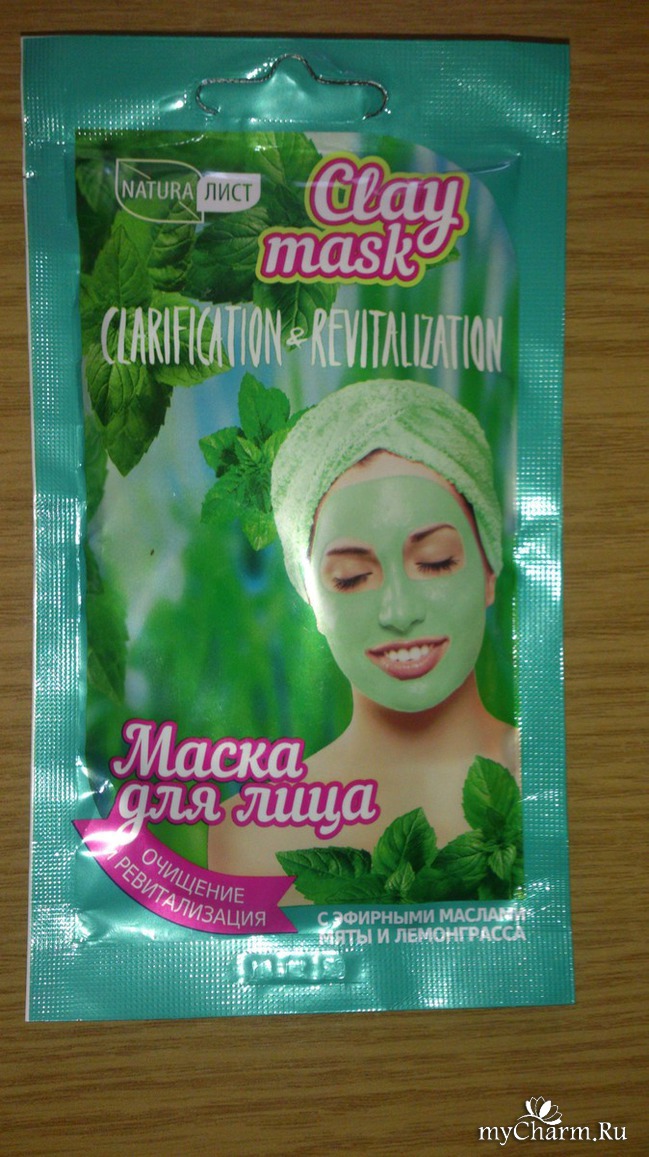 NATURA ЛИСТ
Clay
mask
CLARIFICATION & REVITALIZATION
Маска
для лица
ОЧИЩЕНИЕ
И РЕВИТАЛИЗАЦИЯ
С ЭФИРНЫМИ МАСЛАМИ
МЯТЫ И ЛЕМОНГРАССА
myCharm.Ru